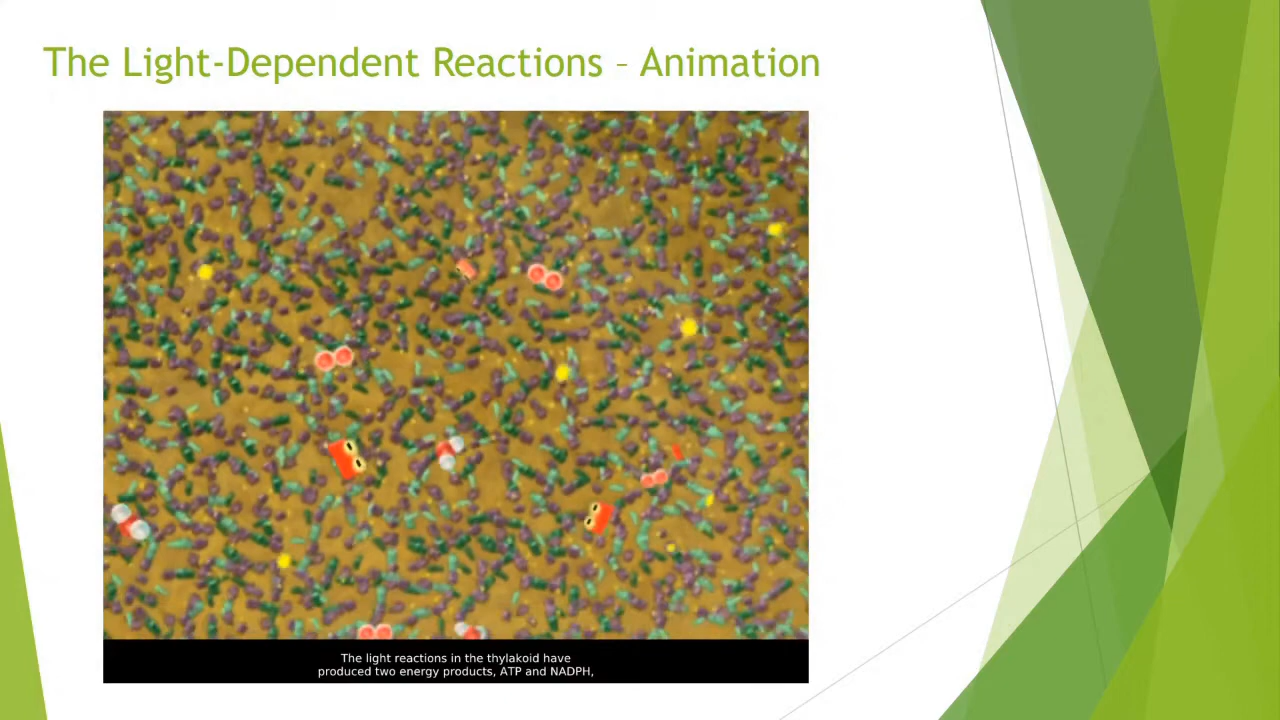 The Light-Dependent Reactions – Animation
The light reactions in the thylakoid have
produced two energy products, ATP and NADPH,